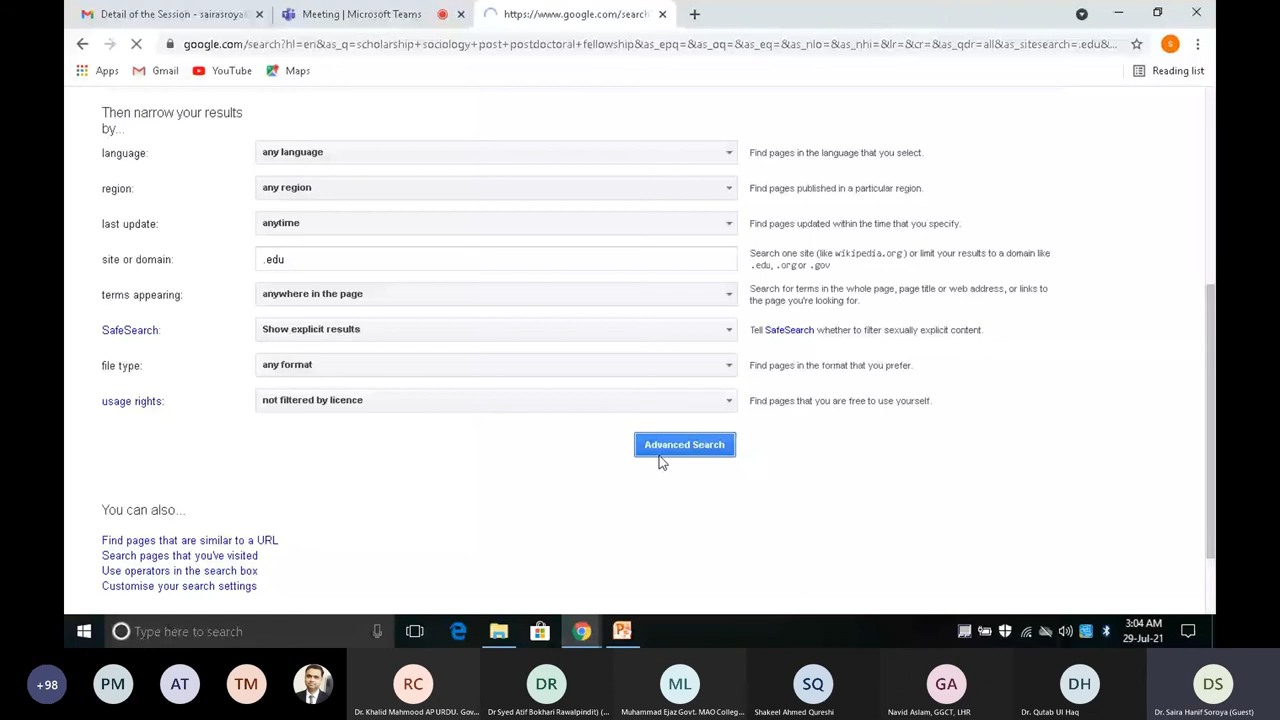 Detail of the Session - sairasroya
Meeting | Microsoft Teams
https://www.google.com/search
google.com/search?hl=en&as_q=scholarship+sociology+post+postdoctoral+fellowship&as_epq=&as_oq=&as_eq=&as_nlo=&as_nhi=&lr=&cr=&as_qdr=all&as_sitesearch=.edu&...
S
Apps
Gmail
YouTube
Maps
Reading list
Then narrow your results
by...
language:
any language
Find pages in the language that you select.
region:
any region
Find pages published in a particular region.
last update:
anytime
Find pages updated within the time that you specify.
site or domain:
.edu
Search one site (like wikipedia.org) or limit your results to a domain like
.edu, .org or .gov
terms appearing:
anywhere in the page
Search for terms in the whole page, page title or web address, or links to
the page you're looking for.
SafeSearch:
Show explicit results
Tell SafeSearch whether to filter sexually explicit content.
file type:
any format
Find pages in the format that you prefer.
usage rights:
not filtered by licence
Find pages that you are free to use yourself.
Advanced Search
You can also...
Find pages that are similar to a URL
Search pages that you've visited
Use operators in the search box
Customise your search settings
Type here to search
3:04 AM
29-Jul-21
+98
PM
AT
TM
RC
DR
ML
SQ
GA
DH
DS
Dr. Khalid Mahmood AP URDU. Gov...
Dr Syed Atif Bokhari Rawalpindit) (...
Muhammad Ejaz Govt. MAO Colleg...
Shakeel Ahmed Qureshi
Navid Aslam, GGCT, LHR
Dr. Qutab Ul Haq
Dr. Saira Hanif Soroya (Guest)